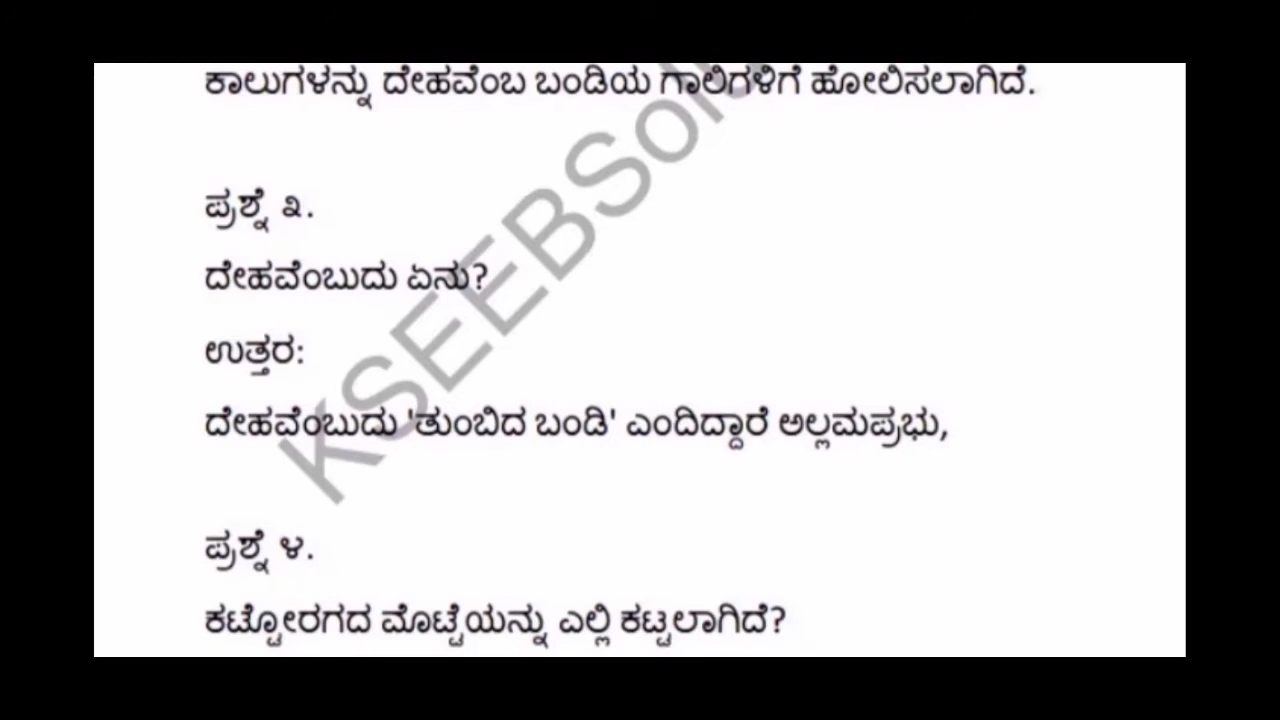 ಕಾಲುಗಳನ್ನು ದೇಹವೆಂಬ ಬಂಡಿಯ ಗಾಲಿಗಳಿಗೆ ಹೋಲಿಸಲಾಗಿದೆ.
ಪ್ರಶ್ನೆ ೩.
ದೇಹವೆಂಬುದು ಏನು?
ಉತ್ತರ:
ದೇಹವೆಂಬುದು 'ತುಂಬಿದ ಬಂಡಿ' ಎಂದಿದ್ದಾರೆ ಅಲ್ಲಮಪ್ರಭು,
ಪ್ರಶ್ನೆ ೪.
ಕಟ್ಟೋರಗದ ಮೊಟ್ಟೆಯನ್ನು ಎಲ್ಲಿ ಕಟ್ಟಲಾಗಿದೆ?